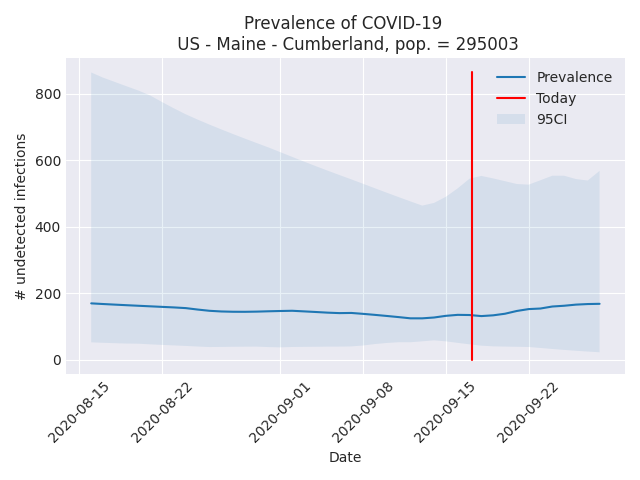 Prevalence of COVID-19
US - Maine - Cumberland, pop. = 295003
Prevalence
Today
95CI
# undetected infections
800
600
400
200
0
2020-08-15
2020-08-22
2020-09-01
2020-09-08
2020-09-15
2020-09-22
Date